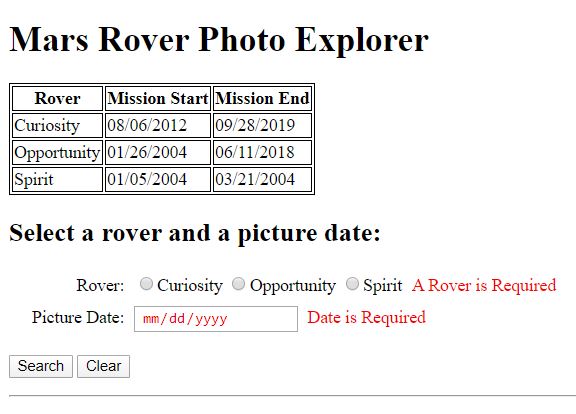 Mars Rover Photo Explorer
Rover Mission Start Mission End
Curiosity 08/06/2012 09/28/2019
Opportunity 01/26/2004 06/11/2018
Spirit 01/05/2004 03/21/2004
Select a rover and a picture date:
Rover: Curiosity Opportunity Spirit A Rover is Required
Picture Date: mm/dd/yyyy Date is Required
Search Clear